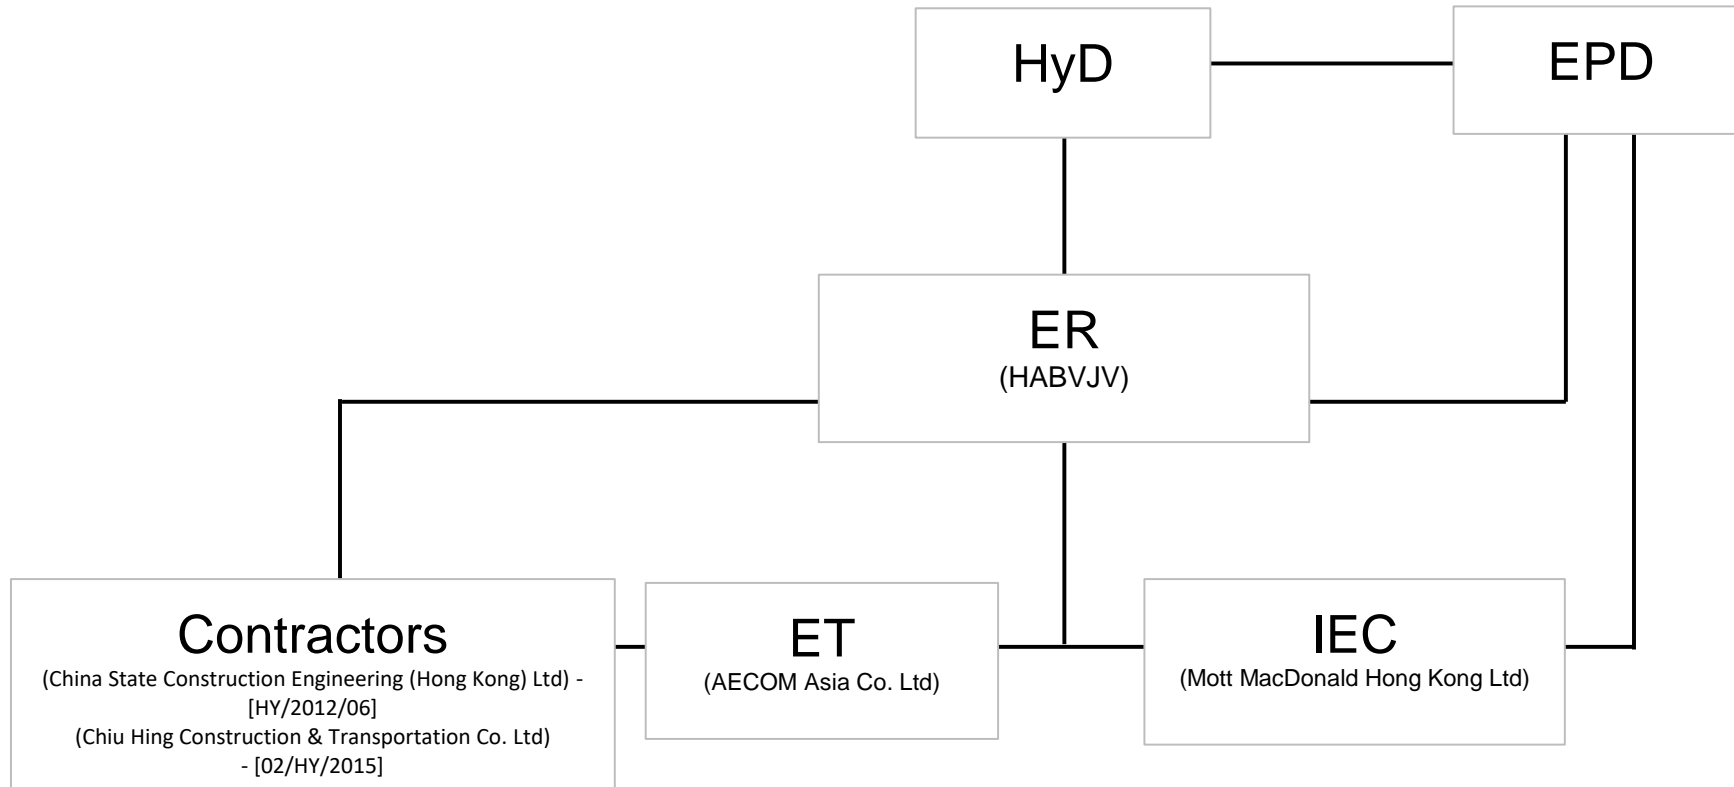 HyD
EPD
ER
(HABVJV)
Contractors
(China State Construction Engineering (Hong Kong) Ltd) -
[HY/2012/06]
(Chiu Hing Construction & Transportation Co. Ltd)
- [02/HY/2015]
ET
(AECOM Asia Co. Ltd)
IEC
(Mott MacDonald Hong Kong Ltd)